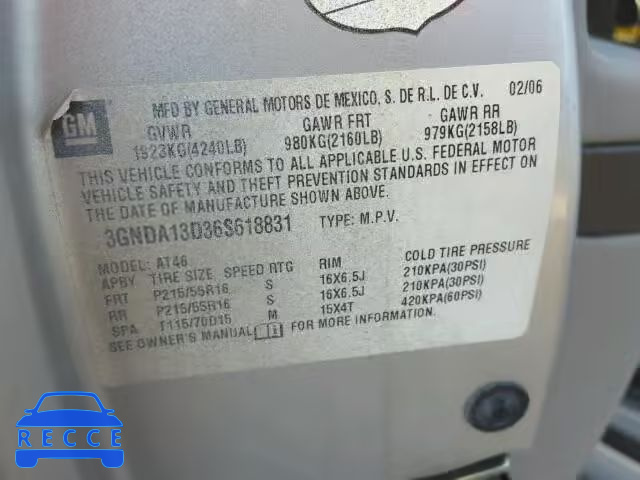 GM
MFD BY GENERAL MOTORS DE MEXICO, S. DE R.L. DE C.V. 02/06
GVWR GAWR FRT GAWR RR
1923KG(4240LB) 980KG(2160LB) 979KG(2158LB)
THIS VEHICLE CONFORMS TO ALL APPLICABLE U.S. FEDERAL MOTOR
VEHICLE SAFETY AND THEFT PREVENTION STANDARDS IN EFFECT ON
THE DATE OF MANUFACTURE SHOWN ABOVE.
3GNDA13D36S618831 TYPE: M.P.V.
MODEL: AT46
APBY TIRE SIZE SPEED RTG RIM COLD TIRE PRESSURE
FRT P215/55R16 S 16X6.5J 210KPA(30PSI)
RR P215/55R16 S 16X6.5J 210KPA(30PSI)
SPA T115/70D15 M 15X4T 420KPA(60PSI)
SEE OWNER'S MANUAL FOR MORE INFORMATION.
RECCE